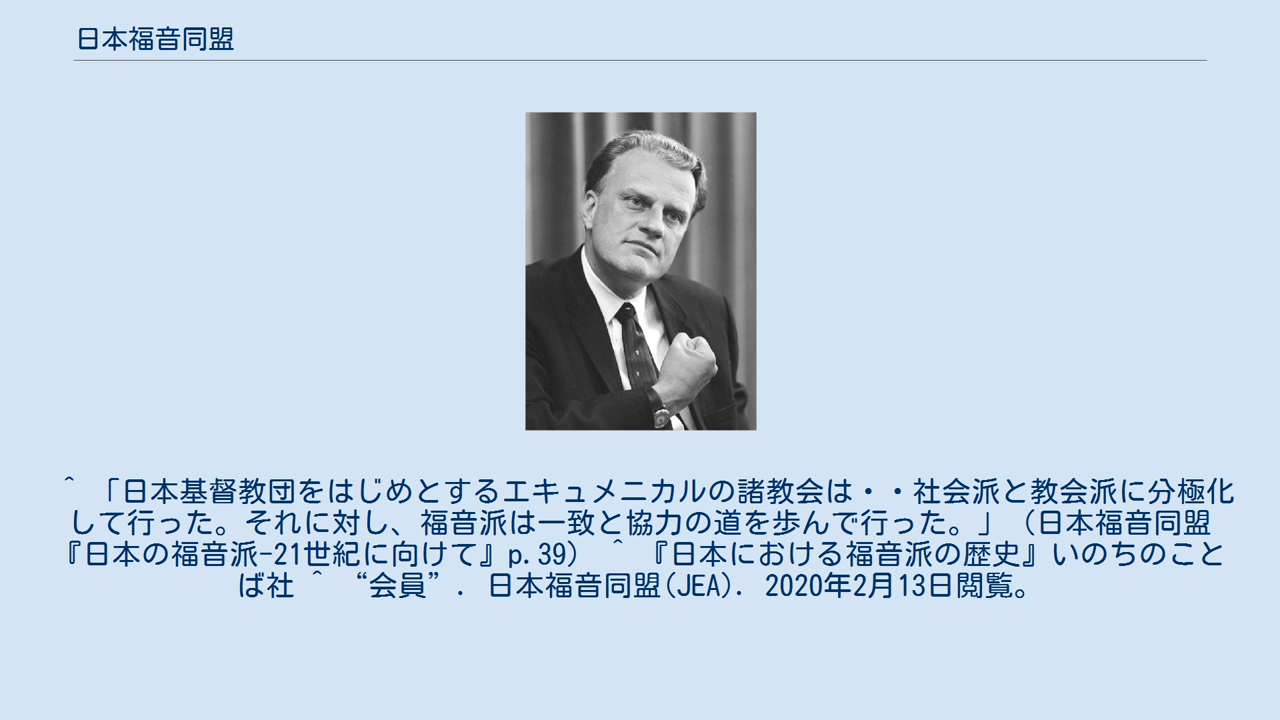 日本福音同盟
^ 「日本基督教団をはじめとするエキュメニカルの諸教会は・・社会派と教会派に分極化
して行った。それに対し、福音派は一致と協力の道を歩んで行った。」（日本福音同盟
『日本の福音派-21世紀に向けて』p.39） ^ 『日本における福音派の歴史』いのちのこと
ば社 ^ “会員”. 日本福音同盟(JEA). 2020年2月13日閲覧。